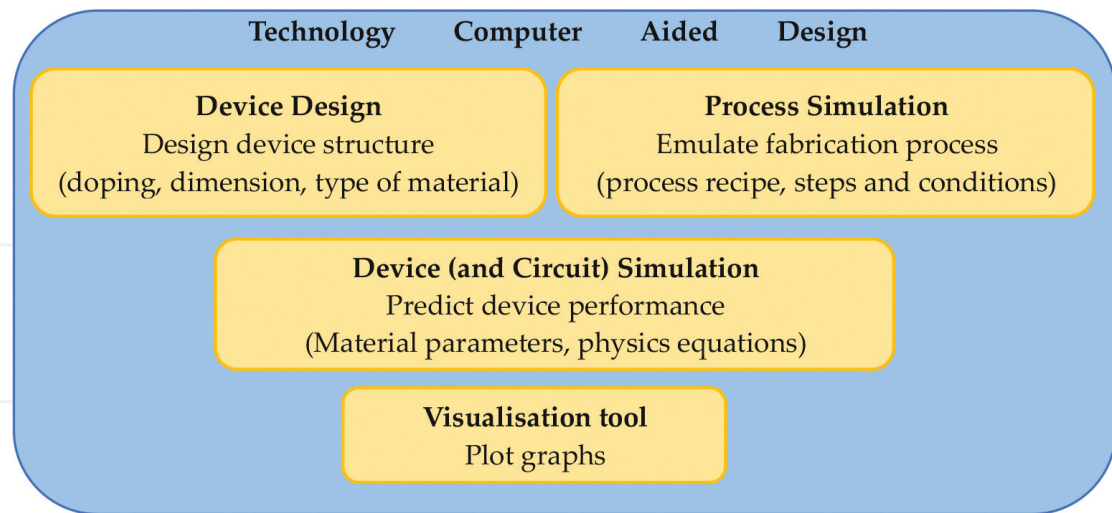 Technology Computer Aided Design
Device Design
Design device structure
(doping, dimension, type of material)
Process Simulation
Emulate fabrication process
(process recipe, steps and conditions)
Device (and Circuit) Simulation
Predict device performance
(Material parameters, physics equations)
Visualisation tool
Plot graphs